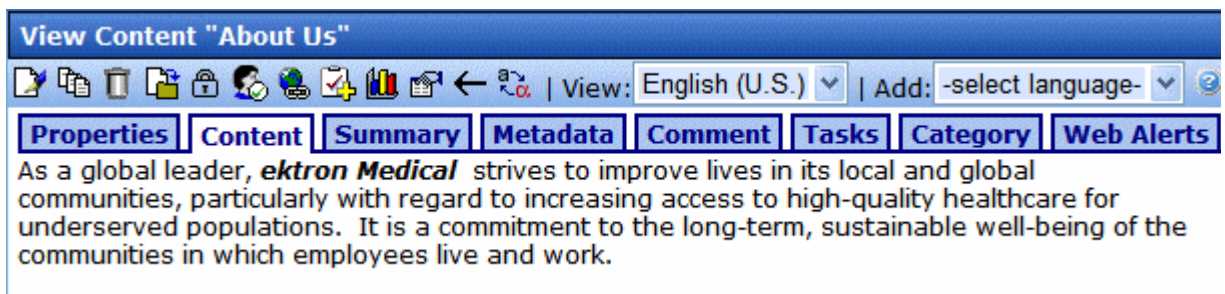 View Content "About Us"
| View: English (U.S.) | Add: -select language-
Properties Content Summary Metadata Comment Tasks Category Web Alerts
As a global leader, ektron Medical strives to improve lives in its local and global
communities, particularly with regard to increasing access to high-quality healthcare for
underserved populations. It is a commitment to the long-term, sustainable well-being of the
communities in which employees live and work.